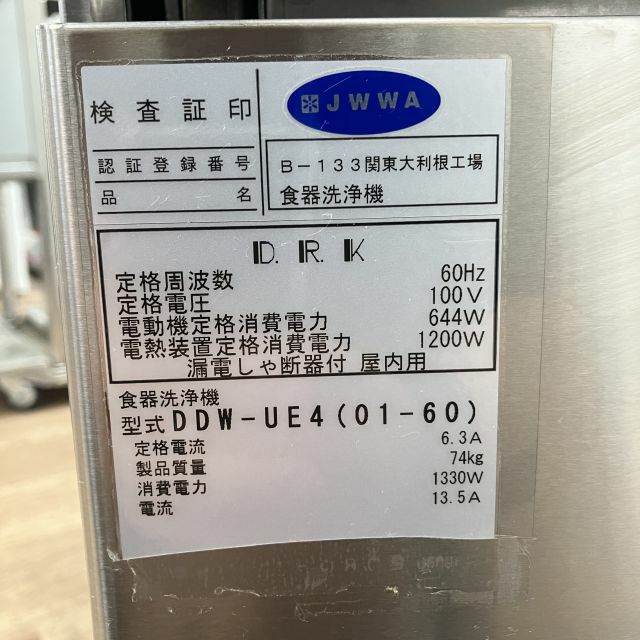 検査証印
JWWA
認証登録番号
B-133関東大利根工場
品名
食器洗浄機
D.R.K
定格周波数 60Hz
定格電圧 100V
電動機定格消費電力 644W
電熱装置定格消費電力 1200W
漏電しゃ断器付 屋内用
食器洗浄機
型式 DDW-UE4(01-60)
定格電流 6.3A
製品質量 74kg
消費電力 1330W
電流 13.5A